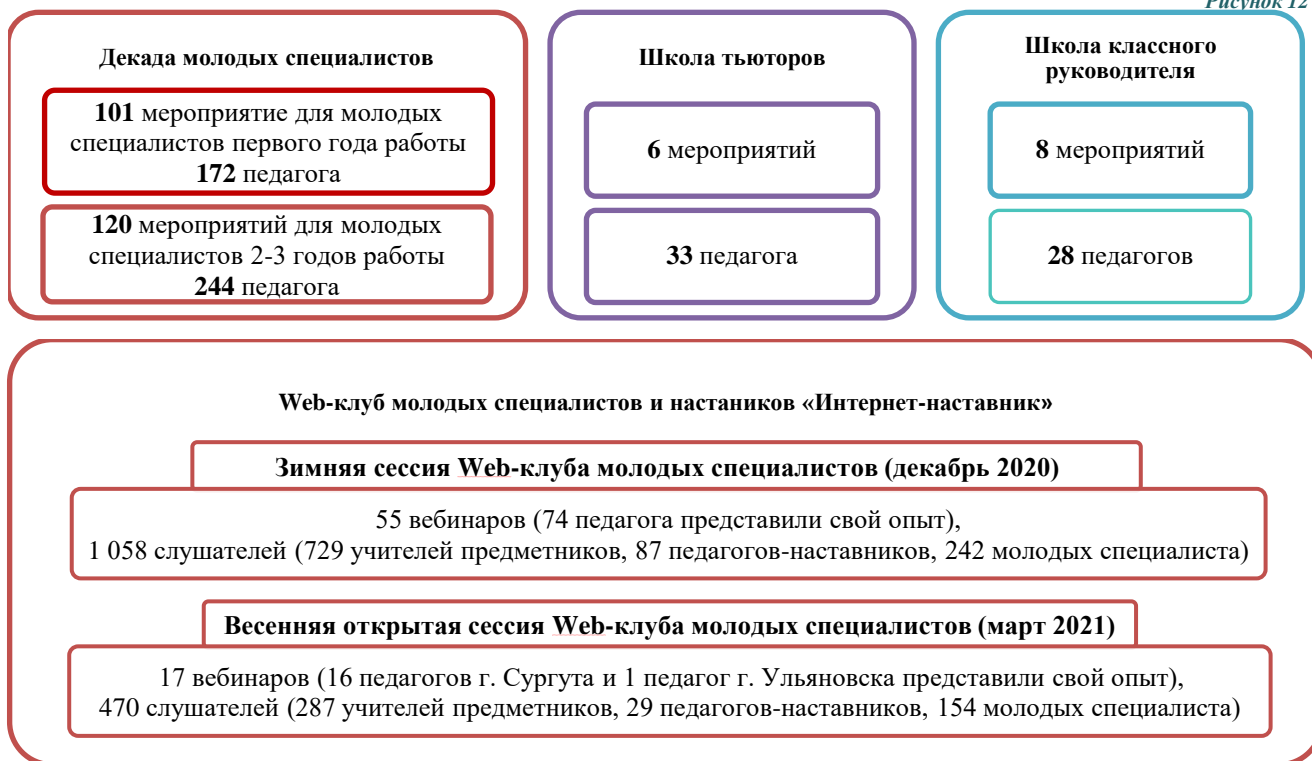 Рисунок 12
Декада молодых специалистов
101 мероприятие для молодых
специалистов первого года работы
172 педагога
120 мероприятий для молодых
специалистов 2-3 годов работы
244 педагога
Школа тьюторов
6 мероприятий
33 педагога
Школа классного
руководителя
8 мероприятий
28 педагогов
Web-клуб молодых специалистов и настаников «Интернет-наставник»
Зимняя сессия Web-клуба молодых специалистов (декабрь 2020)
55 вебинаров (74 педагога представили свой опыт),
1 058 слушателей (729 учителей предметников, 87 педагогов-наставников, 242 молодых специалиста)
Весенняя открытая сессия Web-клуба молодых специалистов (март 2021)
17 вебинаров (16 педагогов г. Сургута и 1 педагог г. Ульяновска представили свой опыт),
470 слушателей (287 учителей предметников, 29 педагогов-наставников, 154 молодых специалиста)